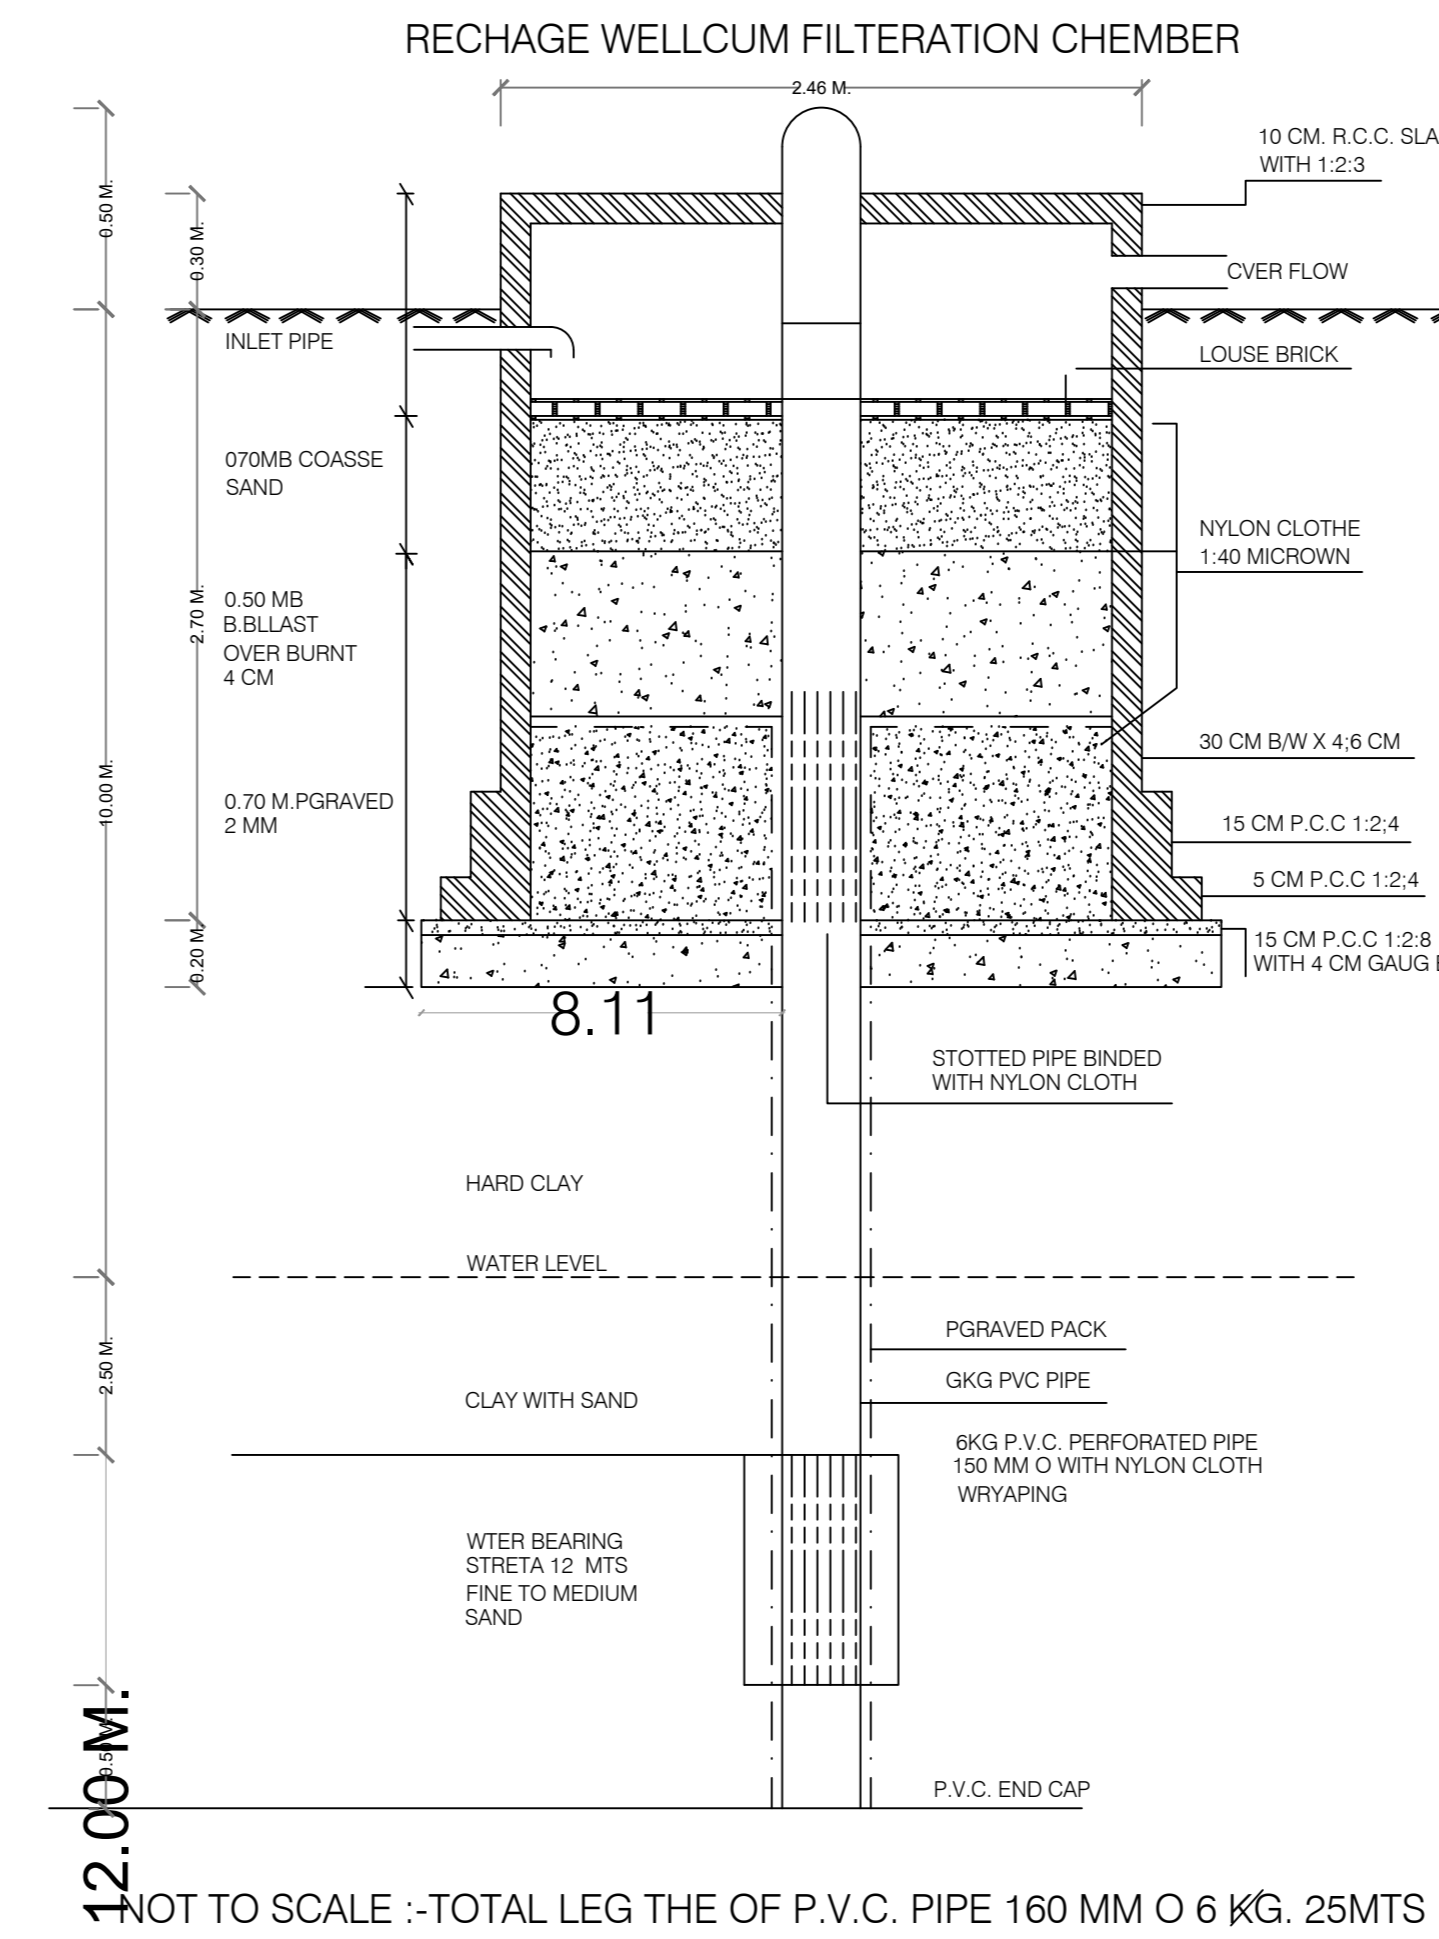 RECHAGE WELLCUM FILTERATION CHEMBER
2.46 M.
10 CM. R.C.C. SLA
WITH 1:2:3
0.50 M.
0.30 M.
CVER FLOW
INLET PIPE
LOUSE BRICK
070MB COASSE
SAND
NYLON CLOTHE
1:40 MICROWN
2.70 M.
0.50 MB
B.BLLAST
OVER BURNT
4 CM
30 CM B/W X 4;6 CM
10.00 M.
0.70 M.PGRAVED
2 MM
15 CM P.C.C 1:2;4
5 CM P.C.C 1:2;4
0.20 M.
15 CM P.C.C 1:2:8
WITH 4 CM GAUG
8.11
STOTTED PIPE BINDED
WITH NYLON CLOTH
HARD CLAY
WATER LEVEL
PGRAVED PACK
2.50 M.
GKG PVC PIPE
CLAY WITH SAND
6KG P.V.C. PERFORATED PIPE
150 MM O WITH NYLON CLOTH
WRYAPING
WTER BEARING
STRETA 12 MTS
FINE TO MEDIUM
SAND
12.00 M.
0.50 M.
P.V.C. END CAP
NOT TO SCALE :-TOTAL LEG THE OF P.V.C. PIPE 160 MM O 6 KG. 25MTS